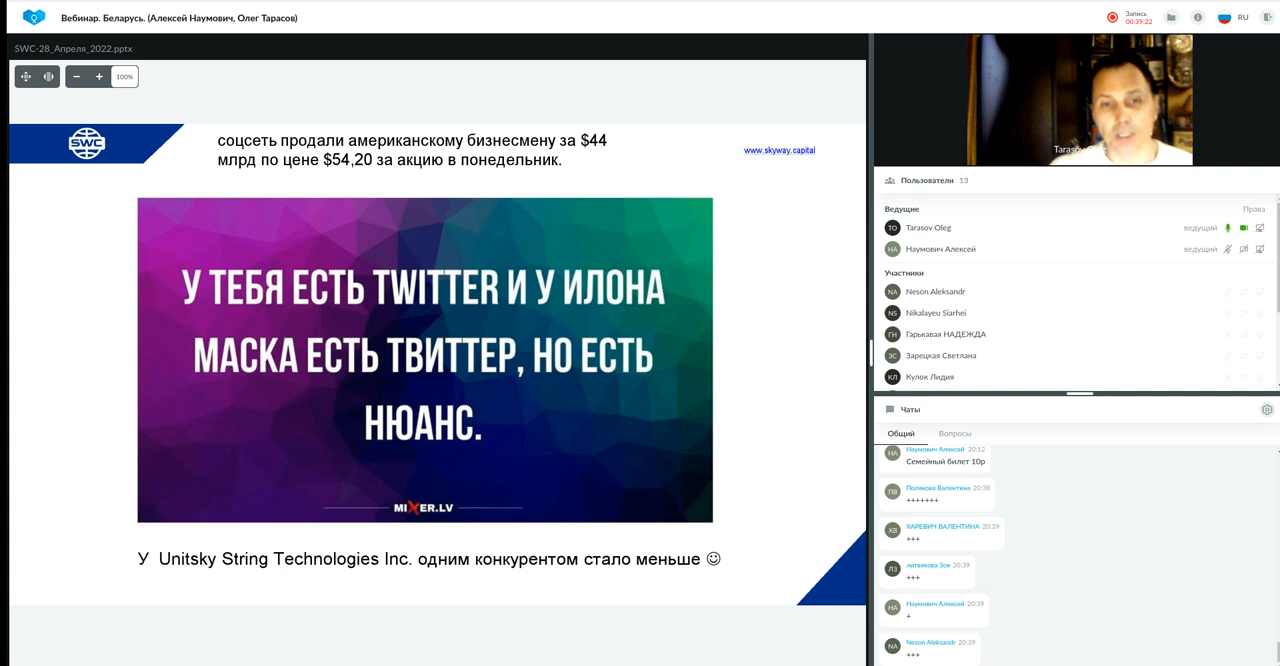 Вебинар. Беларусь. (Алексей Наумович, Олег Тарасов)
Запись
00:39:22
RU
SWC-28_Апреля_2022.pptx
100%
SWC
соцсеть продали американскому бизнесмену за $44
млрд по цене $54,20 за акцию в понедельник.
www.skyway.capital
У ТЕБЯ ЕСТЬ TWITTER И У ИЛОНА
МАСКА ЕСТЬ ТВИТТЕР, НО ЕСТЬ
НЮАНС.
MIXER.LV
У Unitsky String Technologies Inc. одним конкурентом стало меньше ☺
Пользователи 13
Ведущие Права
TO Tarasov Oleg ведущий
НА Наумович Алексей ведущий
Участники
NA Neson Aleksandr
NS Nikalayeu Siarhei
ГН Гарькавая НАДЕЖДА
ЗС Зарецкая Светлана
КЛ Кулок Лидия
Чаты
Общий Вопросы
НА Наумович Алексей 20:12
Семейный билет 10р
ПВ Полякова Валентина 20:38
+++++++
ХВ ХАРЕВИЧ ВАЛЕНТИНА 20:39
+++
ЛЗ литвякова Зоя 20:39
+++
НА Наумович Алексей 20:39
+
NA Neson Aleksandr 20:39
+++